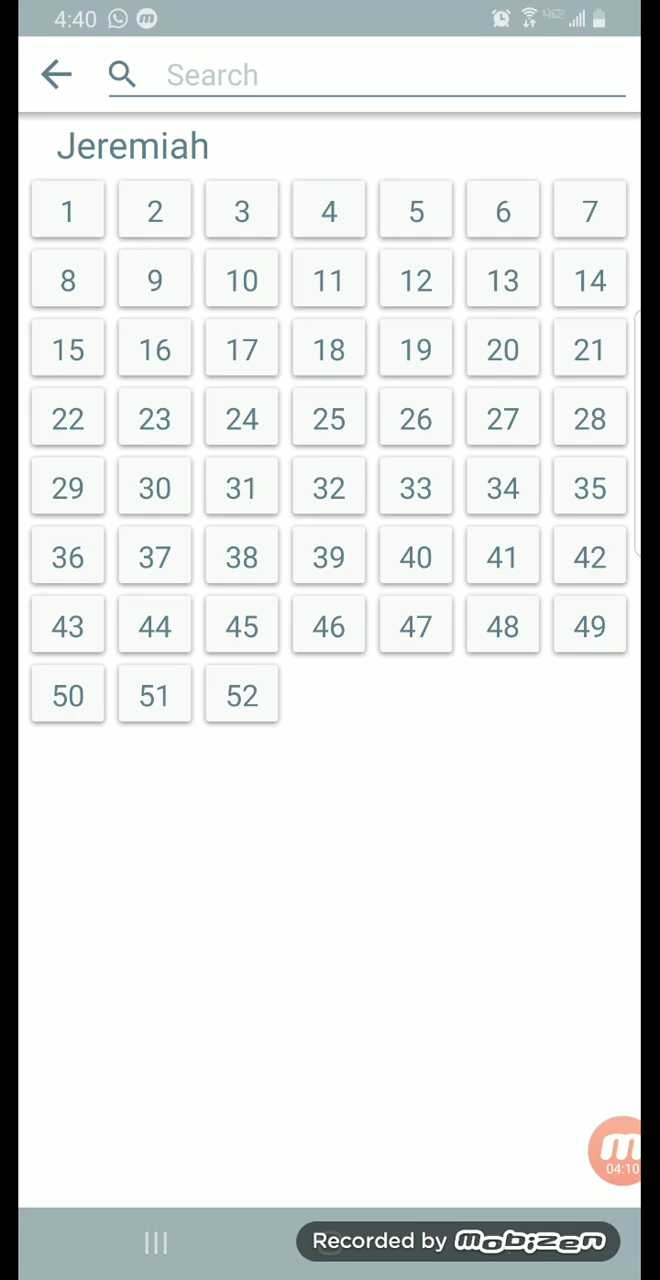 4:40
Search
Jeremiah
1 2 3 4 5 6 7
8 9 10 11 12 13 14
15 16 17 18 19 20 21
22 23 24 25 26 27 28
29 30 31 32 33 34 35
36 37 38 39 40 41 42
43 44 45 46 47 48 49
50 51 52
m
04:10
Recorded by mobizen